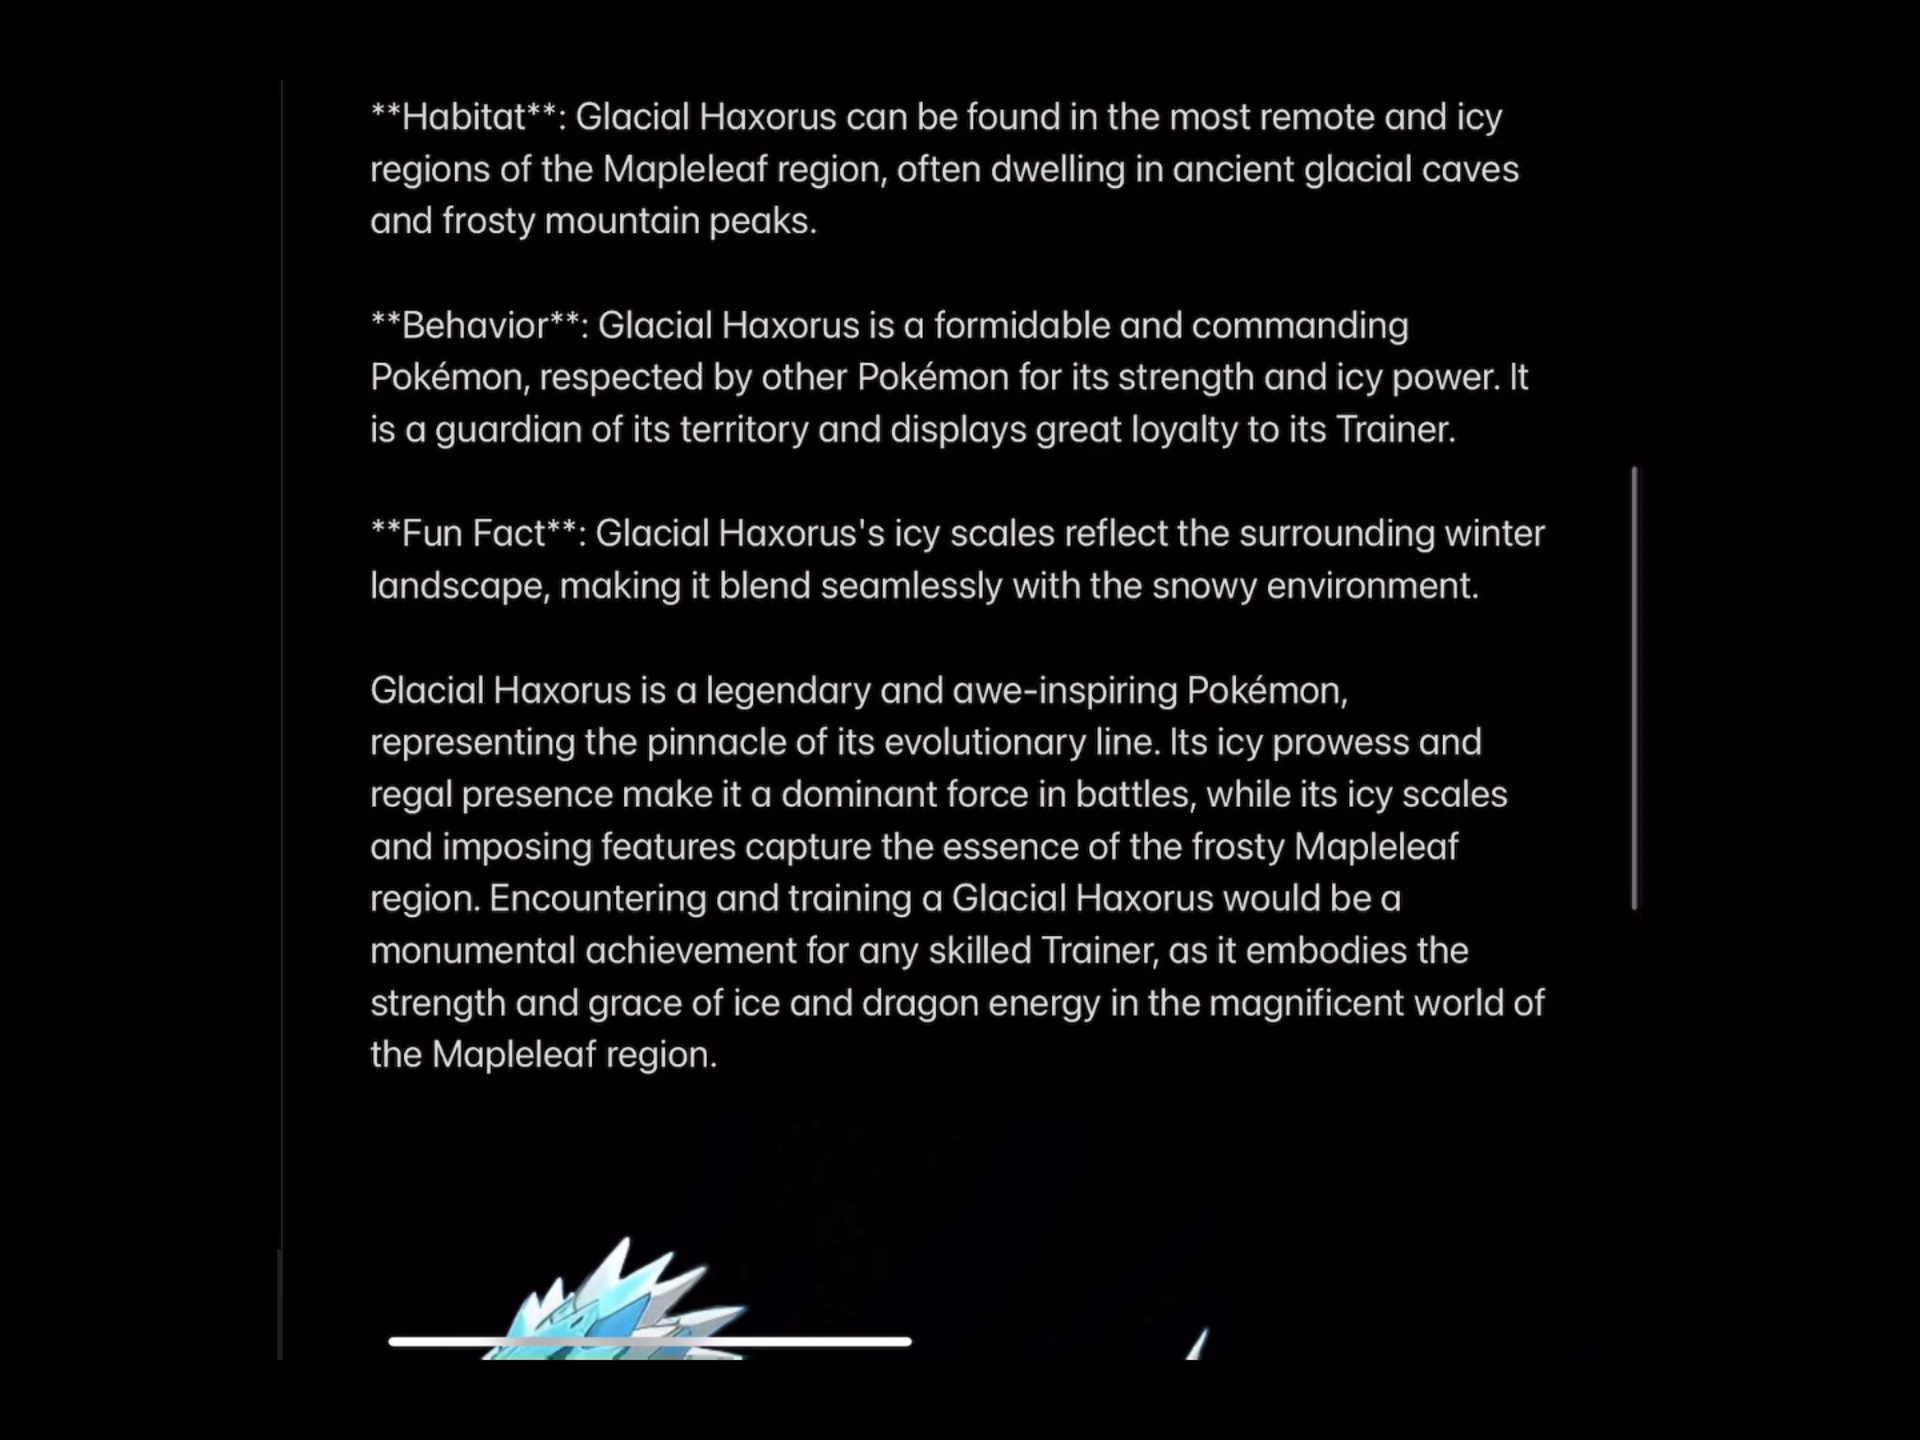 **Habitat**: Glacial Haxorus can be found in the most remote and icy
regions of the Mapleleaf region, often dwelling in ancient glacial caves
and frosty mountain peaks.
**Behavior**: Glacial Haxorus is a formidable and commanding
Pokémon, respected by other Pokémon for its strength and icy power. It
is a guardian of its territory and displays great loyalty to its Trainer.
**Fun Fact**: Glacial Haxorus's icy scales reflect the surrounding winter
landscape, making it blend seamlessly with the snowy environment.
Glacial Haxorus is a legendary and awe-inspiring Pokémon,
representing the pinnacle of its evolutionary line. Its icy prowess and
regal presence make it a dominant force in battles, while its icy scales
and imposing features capture the essence of the frosty Mapleleaf
region. Encountering and training a Glacial Haxorus would be a
monumental achievement for any skilled Trainer, as it embodies the
strength and grace of ice and dragon energy in the magnificent world of
the Mapleleaf region.